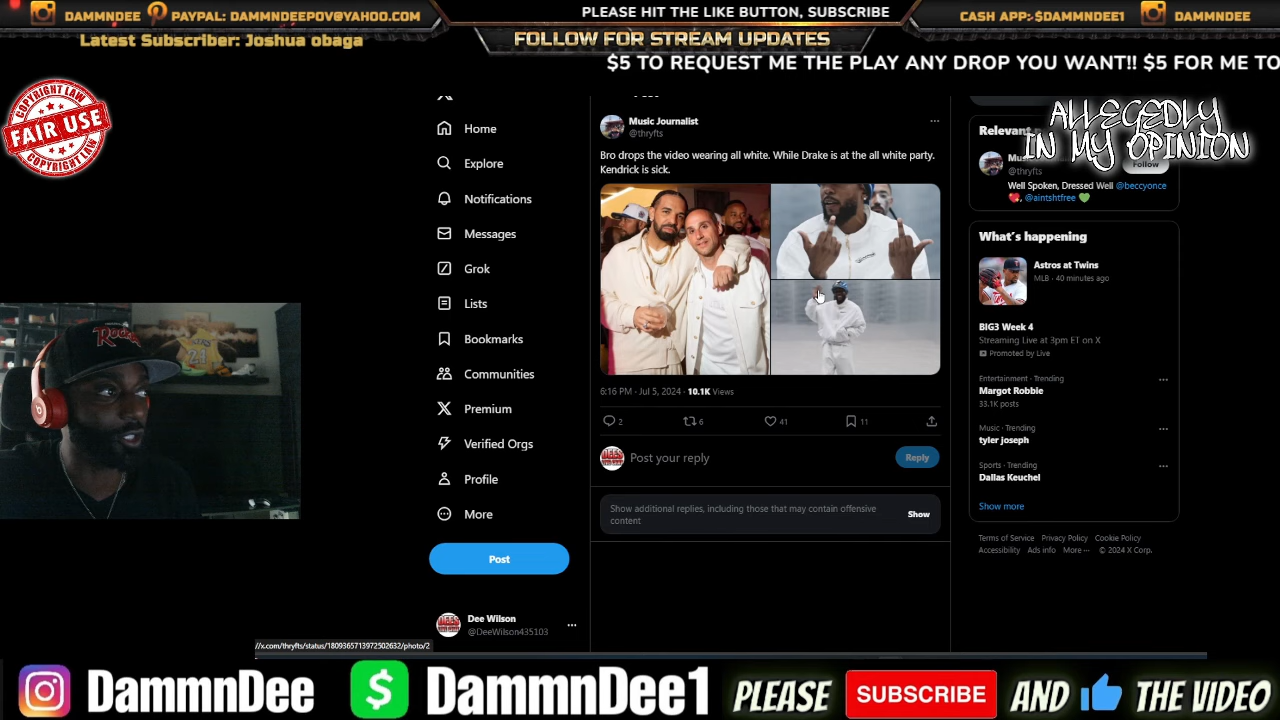 DAMMNDEE
PAYPAL: DAMMNDEEPOV@YAHOO.COM
PLEASE HIT THE LIKE BUTTON, SUBSCRIBE
CASH APP:$DAMMNDEE1
DAMMNDEE
Latest Subscriber: Joshua obaga
FOLLOW FOR STREAM UPDATES
$5 TO REQUEST ME THE PLAY ANY DROP YOU WANT!! $5 FOR ME TO
COPYRIGHT LAW
FAIR USE
COPYRIGHT LAW
ALLEGEDLY
IN MY OPINION
Home
Explore
Notifications
Messages
Grok
Lists
Bookmarks
Communities
Premium
Verified Orgs
Profile
More
Post
Dee Wilson
@DeeWilson435103
Music Journalist
@thryfts
Bro drops the video wearing all white. While Drake is at the all white party.
Kendrick is sick.
6:16 PM · Jul 5, 2024 · 10.1K Views
2
6
41
11
Post your reply
Reply
Show additional replies, including those that may contain offensive
content
Show
Relevant
@thryfts
Follow
Well Spoken, Dressed Well @beccyonce
, @aintshtfree
What's happening
Astros at Twins
MLB · 40 minutes ago
BIG3 Week 4
Streaming Live at 3pm ET on X
Promoted by Live
Entertainment · Trending
Margot Robbie
33.1K posts
Music · Trending
tyler joseph
Sports · Trending
Dallas Keuchel
Show more
Terms of Service Privacy Policy Cookie Policy
Accessibility Ads info More ··· © 2024 X Corp.
//x.com/thryfts/status/1809365713972502632/photo/2
DammnDee
DammnDee1
PLEASE
SUBSCRIBE
AND
THE VIDEO